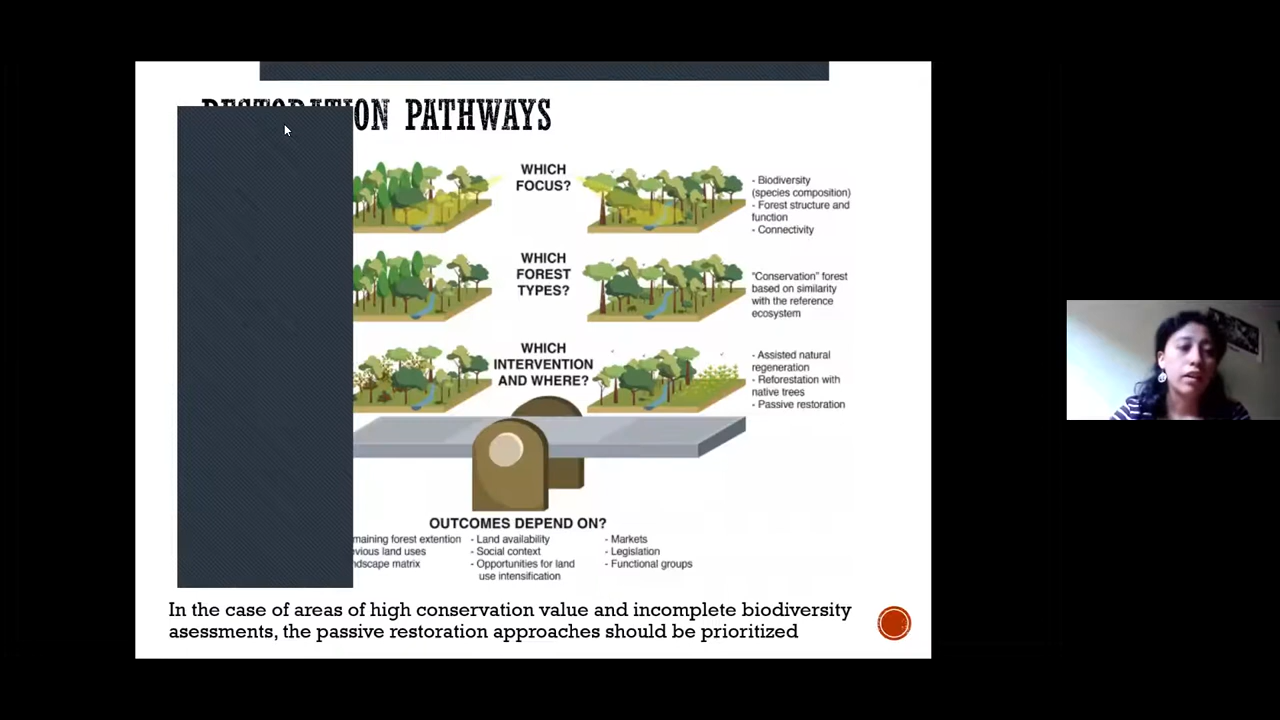 RESTORATION PATHWAYS
WHICH
FOCUS?
- Biodiversity
(species composition)
- Forest structure and
function
- Connectivity
WHICH
FOREST
TYPES?
"Conservation" forest
based on similarity
with the reference
ecosystem
WHICH
INTERVENTION
AND WHERE?
- Assisted natural
regeneration
- Reforestation with
native trees
- Passive restoration
OUTCOMES DEPEND ON?
forest extention
land uses
matrix
- Land availability
- Social context
- Opportunities for land
use intensification
- Markets
- Legislation
- Functional groups
In the case of areas of high conservation value and incomplete biodiversity
asessments, the passive restoration approaches should be prioritized